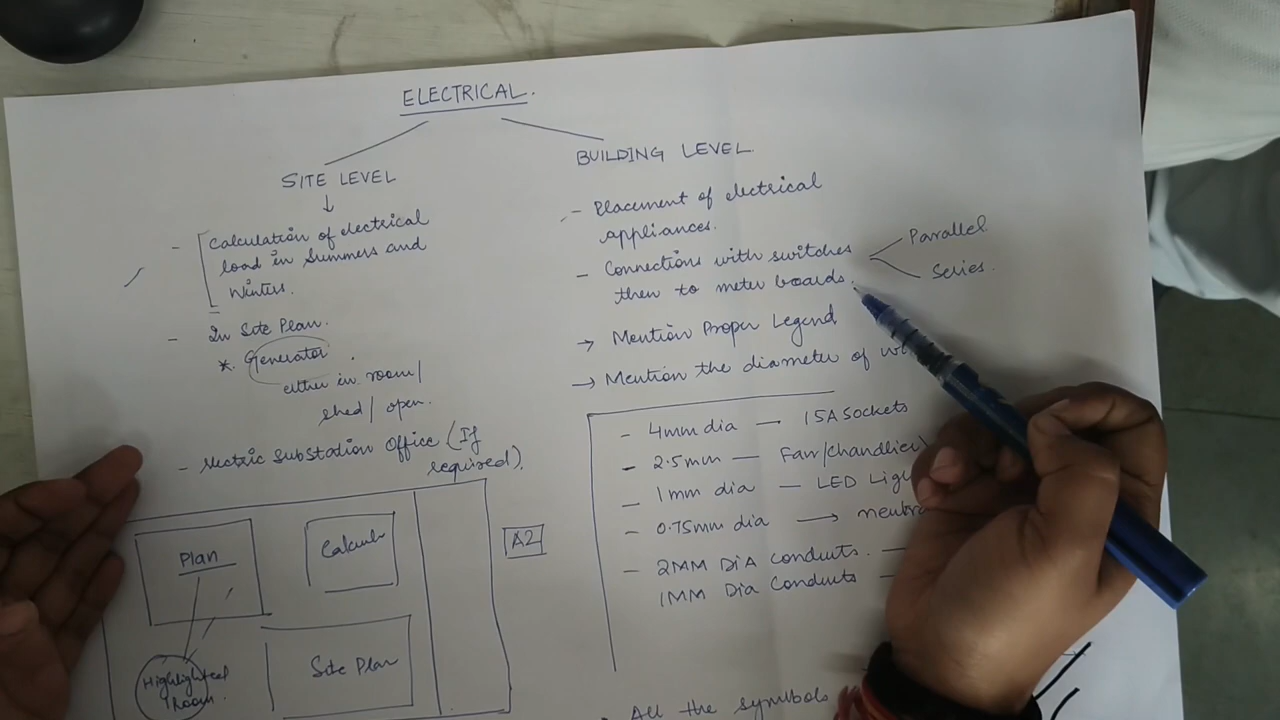 ELECTRICAL.
SITE LEVEL
- Calculation of electrical
load in Summers and
Winters.
- In Site Plan.
* Generator
either in room/
shed/ open.
- Electric Substation Office (If
required).
Plan
Calcul
A2
Highlighted
Room.
Site Plan
BUILDING LEVEL
- Placement of electrical
appliances.
- Connections with switches
then to meter boards.
Parallel
Series.
→ Mention Proper Legend
→ Mention the diameter of
- 4mm dia → 15A Sockets
- 2.5mm — Fan/Chandlier
- 1mm dia — LED
- 0.75mm dia →
- 2MM DIA Conduits. —
1MM Dia Conduits —
All the symbols